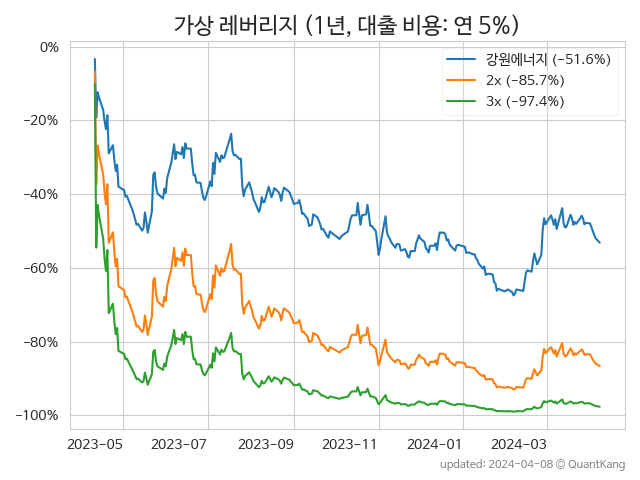 가상 레버리지 (1년, 대출 비용: 연 5%)
강원에너지 (−51.6%)
2x (−85.7%)
3x (−97.4%)
0%
−20%
−40%
−60%
−80%
−100%
2023-05 2023-07 2023-09 2023-11 2024-01 2024-03
updated: 2024-04-08 © QuantKang